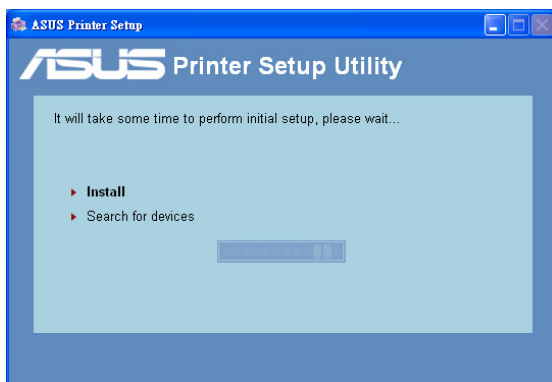 ASUS Printer Setup
ASUS Printer Setup Utility
It will take some time to perform initial setup, please wait...
Install
Search for devices